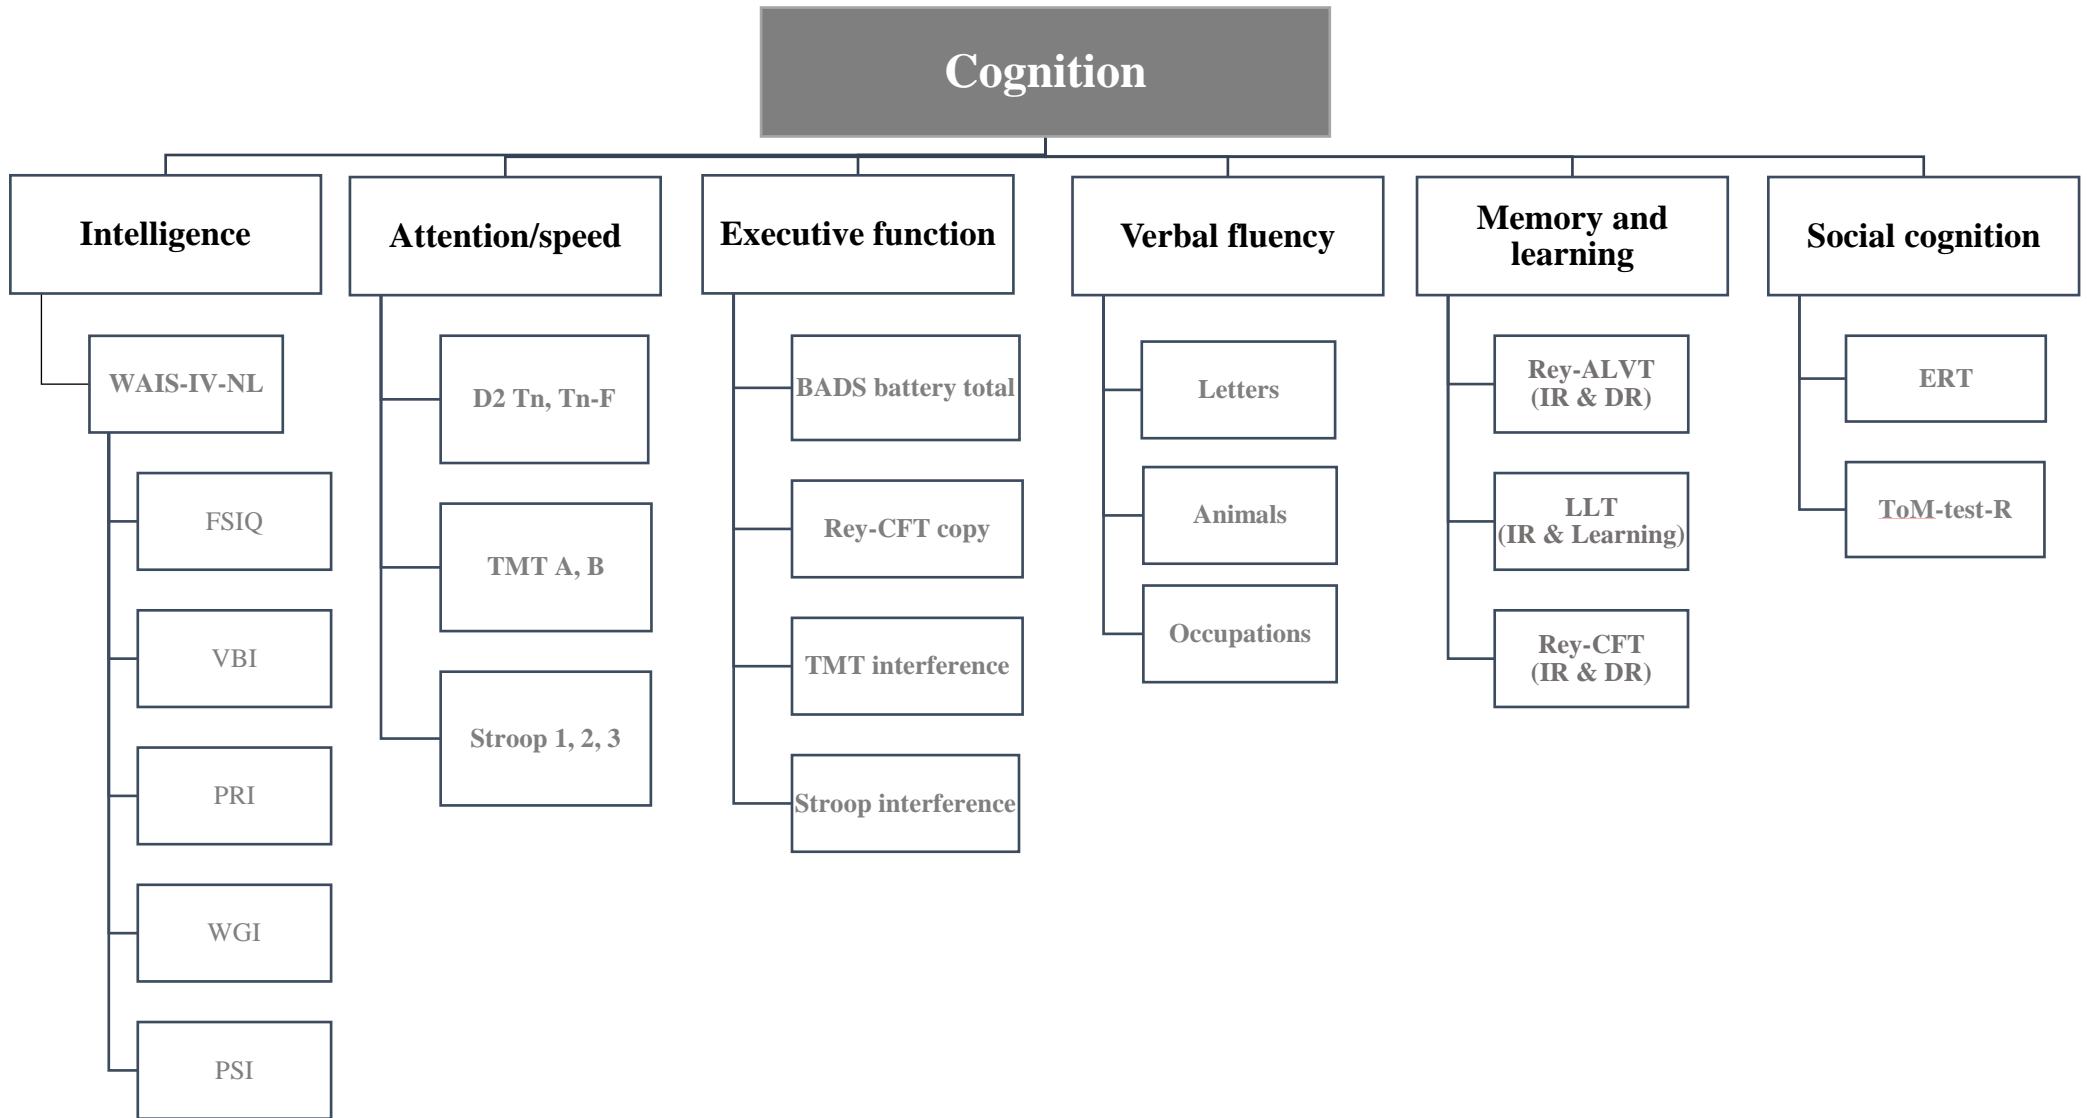 Cognition
Intelligence
WAIS-IV-NL
FSIQ
VBI
PRI
WGI
PSI
Attention/speed
D2 Tn, Tn-F
TMT A, B
Stroop 1, 2, 3
Executive function
BADS battery total
Rey-CFT copy
TMT interference
Stroop interference
Verbal fluency
Letters
Animals
Occupations
Memory and
learning
Rey-ALVT
(IR & DR)
LLT
(IR & Learning)
Rey-CFT
(IR & DR)
Social cognition
ERT
ToM-test-R